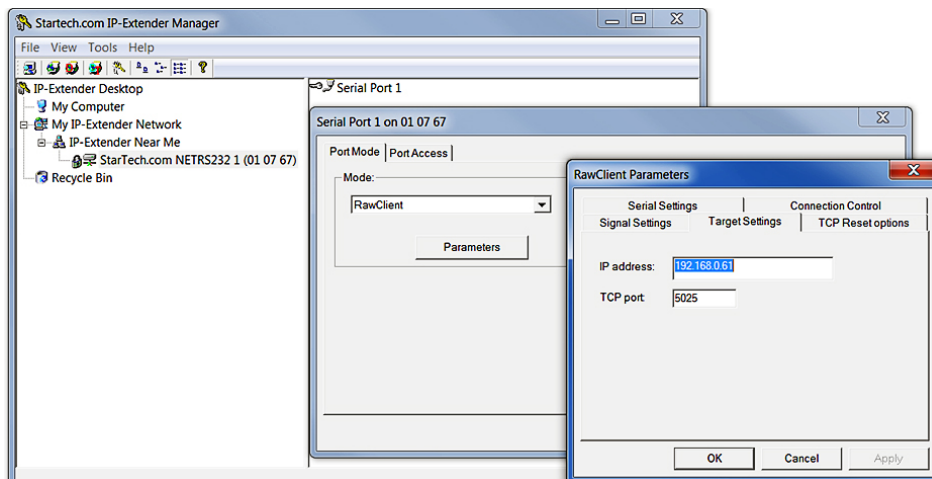 Startech.com IP-Extender Manager
File View Tools Help
IP-Extender Desktop
My Computer
My IP-Extender Network
IP-Extender Near Me
StarTech.com NETRS232 1 (01 07 67)
Recycle Bin
Serial Port 1
Serial Port 1 on 01 07 67
Port Mode Port Access
Mode:
RawClient
Parameters
RawClient Parameters
Serial Settings Connection Control
Signal Settings Target Settings TCP Reset options
IP address: 192.168.0.61
TCP port 5025
OK Cancel Apply